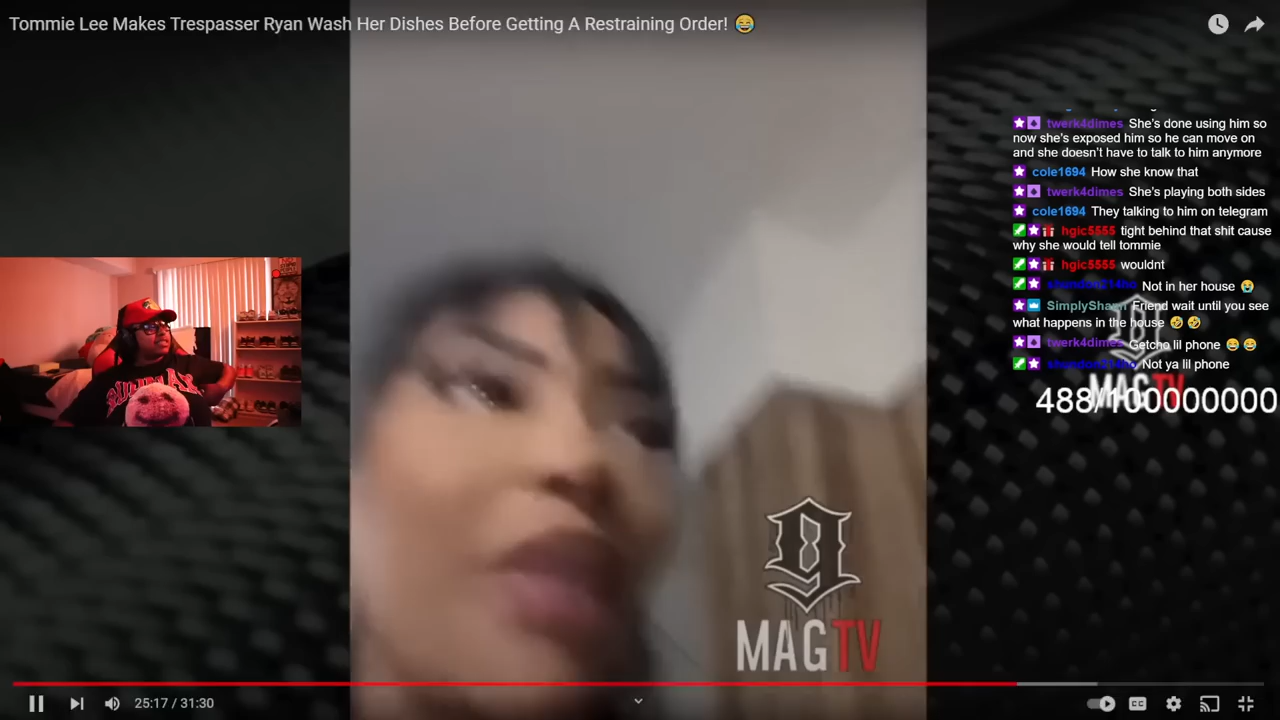 Tommie Lee Makes Trespasser Ryan Wash Her Dishes Before Getting A Restraining Order! 😂
twerk4dimes She's done using him so
now she's exposed him so he can move on
and she doesn't have to talk to him anymore
cole1694 How she know that
twerk4dimes She's playing both sides
cole1694 They talking to him on telegram
hgic5555 tight behind that shit cause
why she would tell tommie
hgic5555 wouldnt
Not in her house 😭
Friend wait until you see
what happens in the house 🤣 🤣
twerk4dimes Getcho lil phone 😂 😂
Not ya lil phone
MAGTV
488/100000000
g
MAGTV
25:17 / 31:30
CC